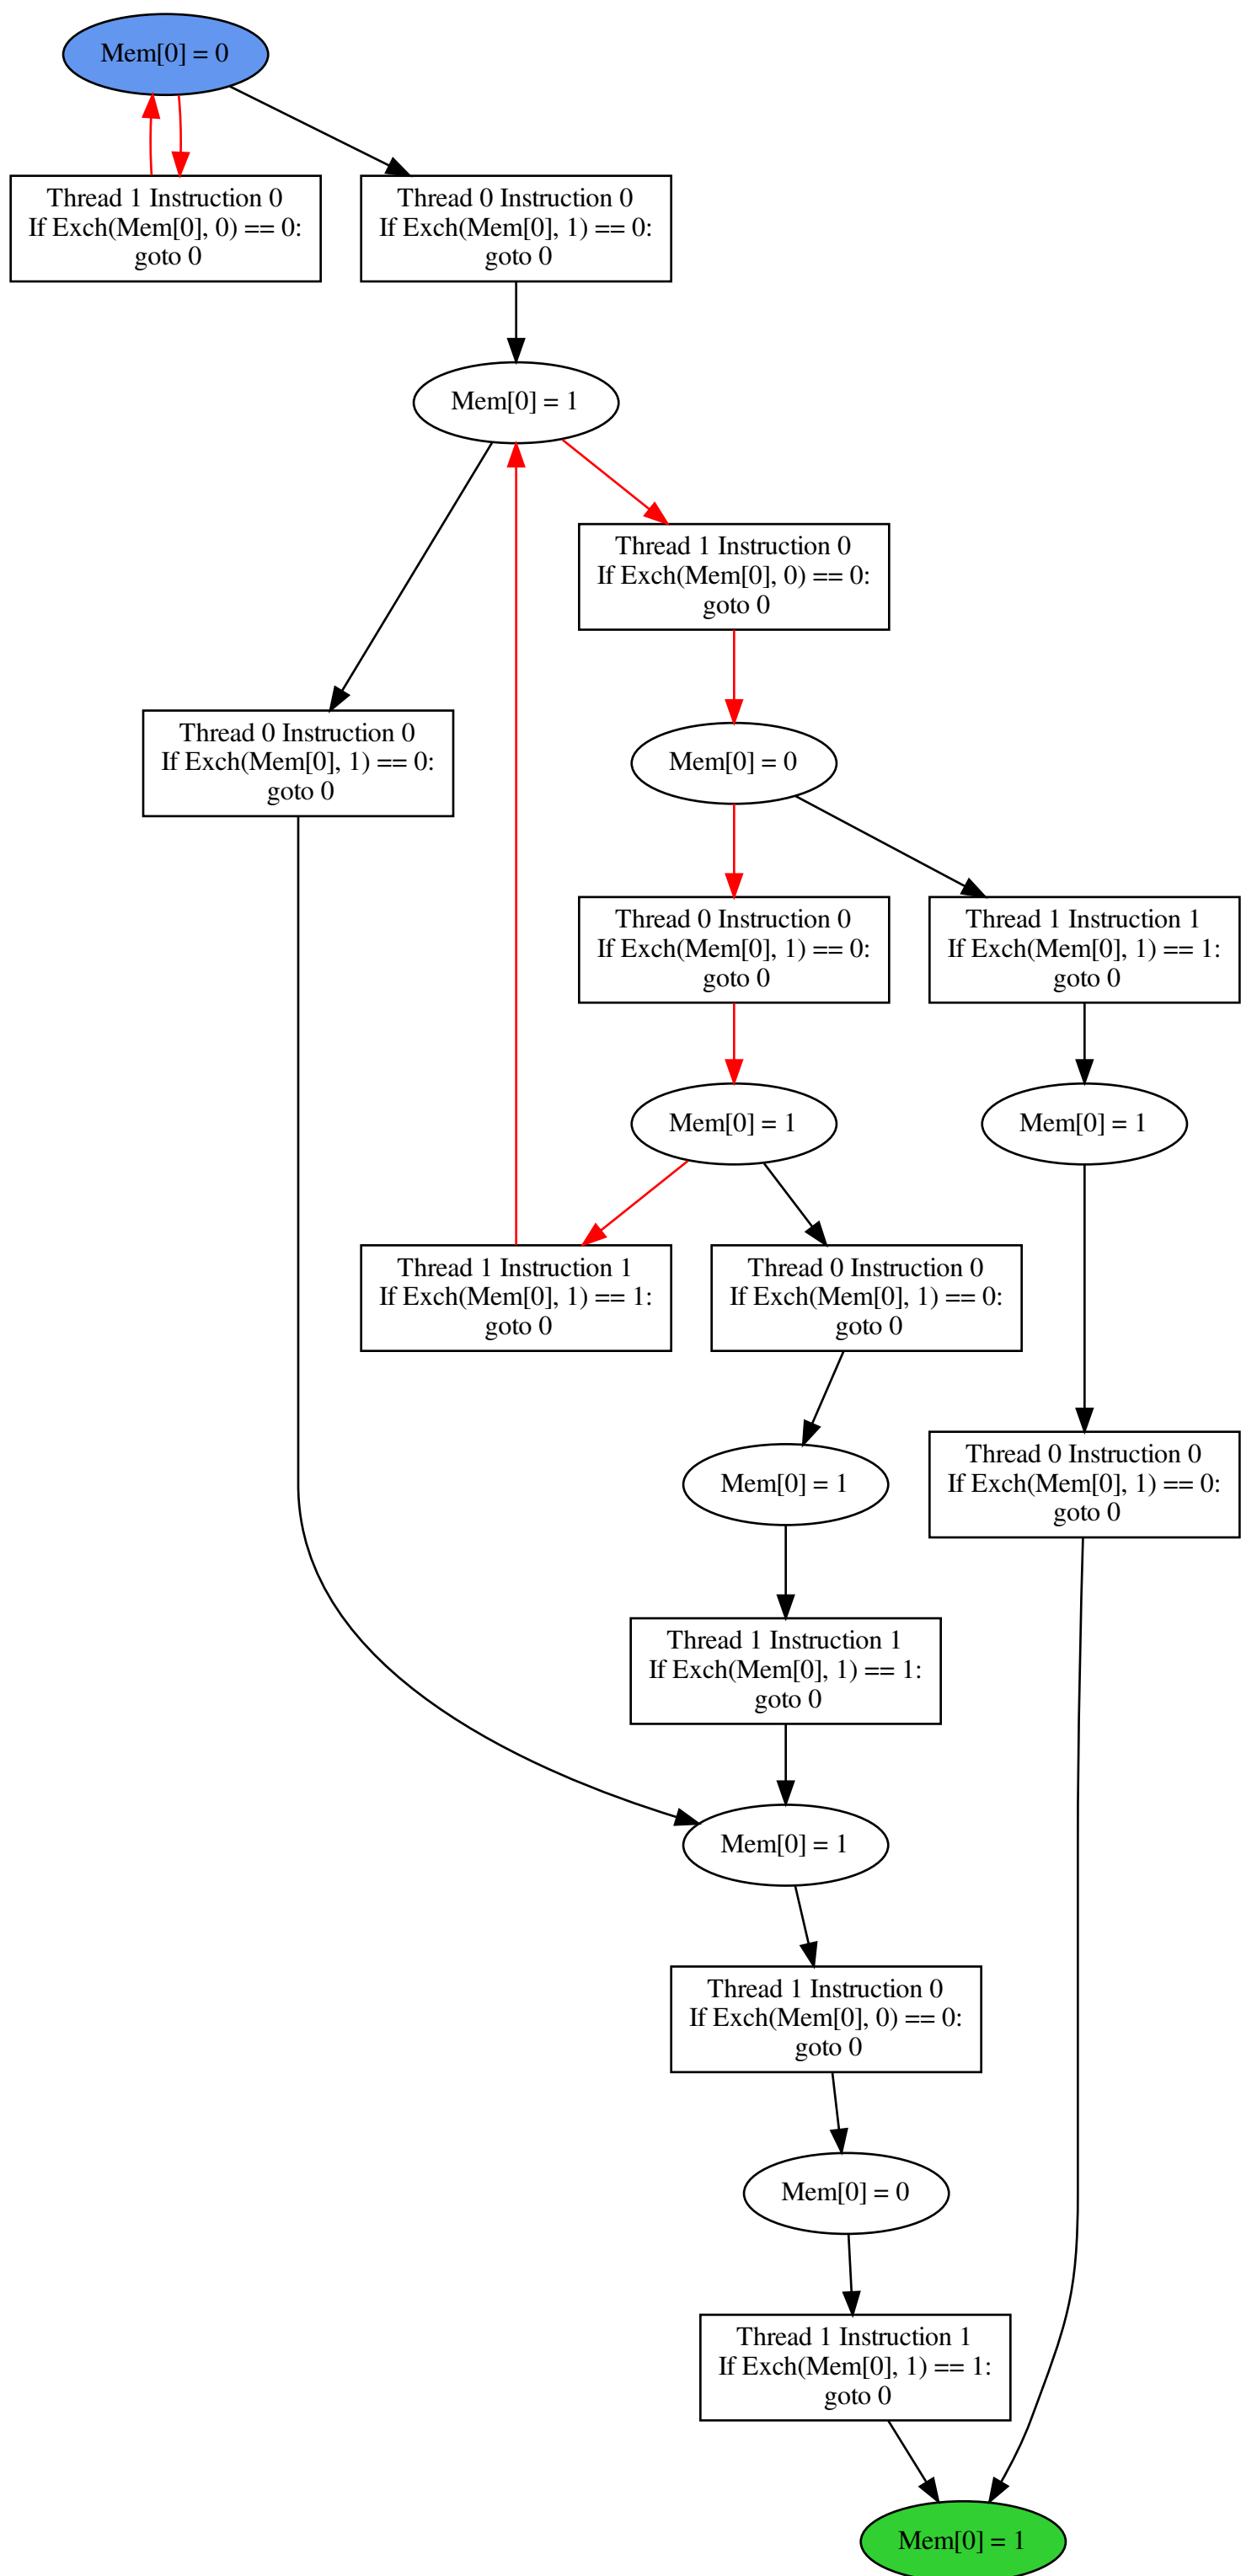 Mem[0] = 0
Thread 1 Instruction 0
If Exch(Mem[0], 0) == 0:
goto 0
Thread 0 Instruction 0
If Exch(Mem[0], 1) == 0:
goto 0
Mem[0] = 1
Thread 1 Instruction 0
If Exch(Mem[0], 0) == 0:
goto 0
Thread 0 Instruction 0
If Exch(Mem[0], 1) == 0:
goto 0
Mem[0] = 0
Thread 0 Instruction 0
If Exch(Mem[0], 1) == 0:
goto 0
Thread 1 Instruction 1
If Exch(Mem[0], 1) == 1:
goto 0
Mem[0] = 1
Mem[0] = 1
Thread 1 Instruction 1
If Exch(Mem[0], 1) == 1:
goto 0
Thread 0 Instruction 0
If Exch(Mem[0], 1) == 0:
goto 0
Mem[0] = 1
Thread 0 Instruction 0
If Exch(Mem[0], 1) == 0:
goto 0
Thread 1 Instruction 1
If Exch(Mem[0], 1) == 1:
goto 0
Mem[0] = 1
Thread 1 Instruction 0
If Exch(Mem[0], 0) == 0:
goto 0
Mem[0] = 0
Thread 1 Instruction 1
If Exch(Mem[0], 1) == 1:
goto 0
Mem[0] = 1